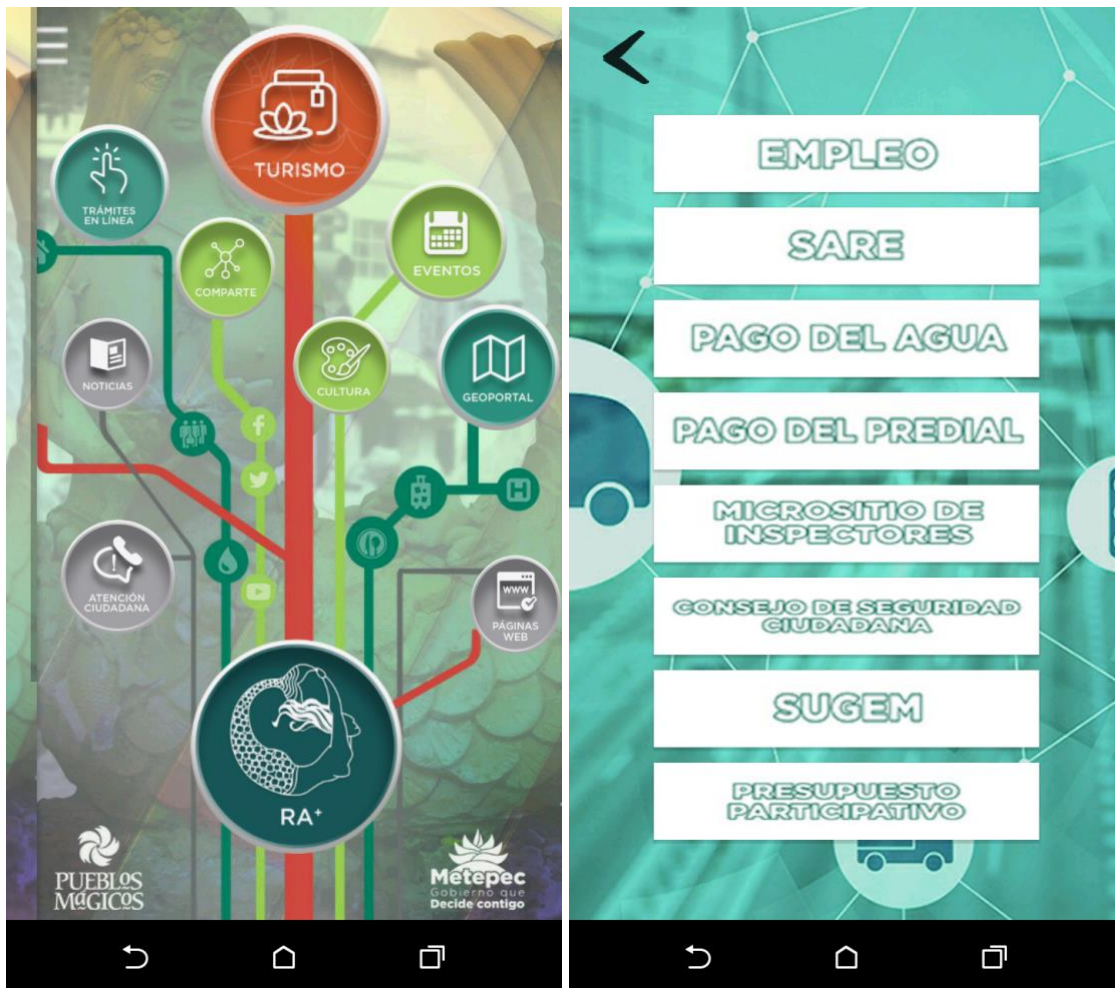 TURISMO
TRÁMITES
EN LÍNEA
COMPARTE
EVENTOS
NOTICIAS
CULTURA
GEOPORTAL
H
ATENCIÓN
CIUDADANA
WWW
PÁGINAS
WEB
RA+
PUEBLOS
MÁGICOS
Metepec
Gobierno que
Decide contigo
EMPLEO
SARE
PAGO DEL AGUA
PAGO DEL PREDIAL
MICROSITIO DE
INSPECTORES
CONSEJO DE SEGURIDAD
CIUDADANA
SUGEM
PRESUPUESTO
PARTICIPATIVO